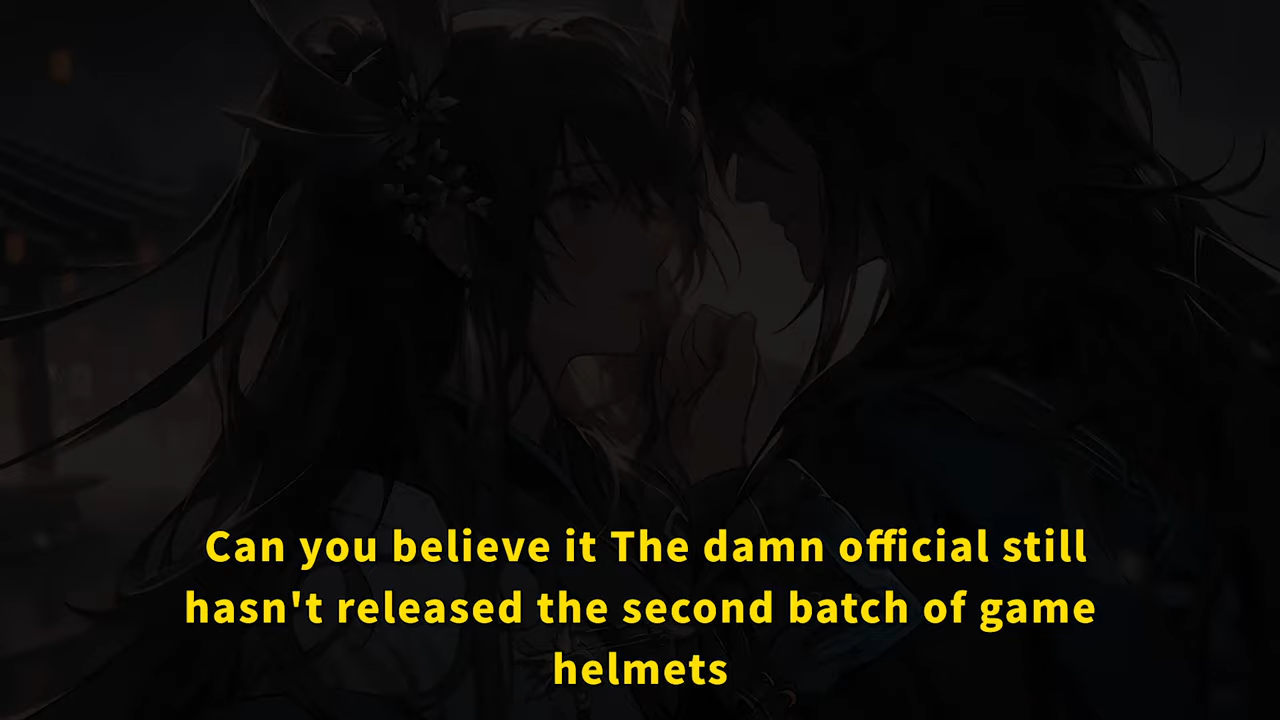 Can you believe it The damn official still
hasn't released the second batch of game
helmets